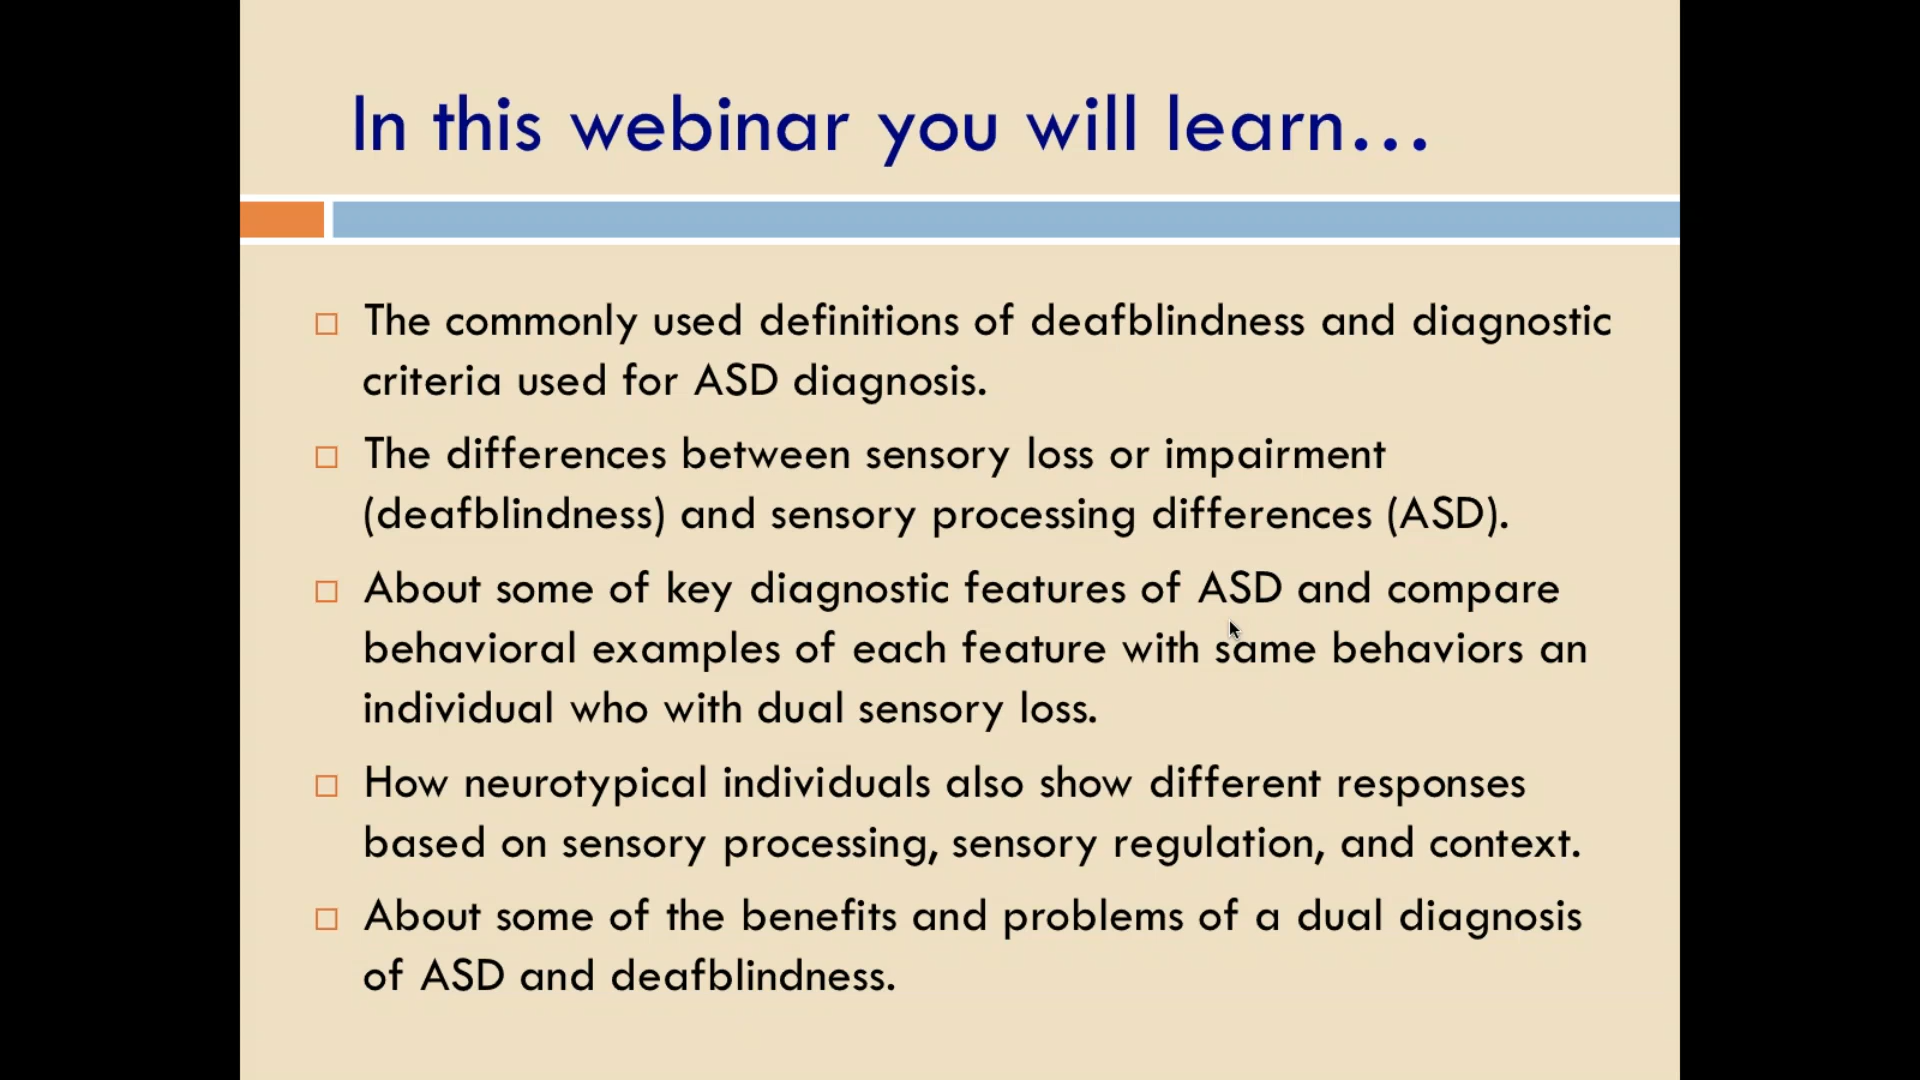 In this webinar you will learn...
The commonly used definitions of deafblindness and diagnostic
criteria used for ASD diagnosis.
The differences between sensory loss or impairment
(deafblindness) and sensory processing differences (ASD).
About some of key diagnostic features of ASD and compare
behavioral examples of each feature with same behaviors an
individual who with dual sensory loss.
How neurotypical individuals also show different responses
based on sensory processing, sensory regulation, and context.
About some of the benefits and problems of a dual diagnosis
of ASD and deafblindness.